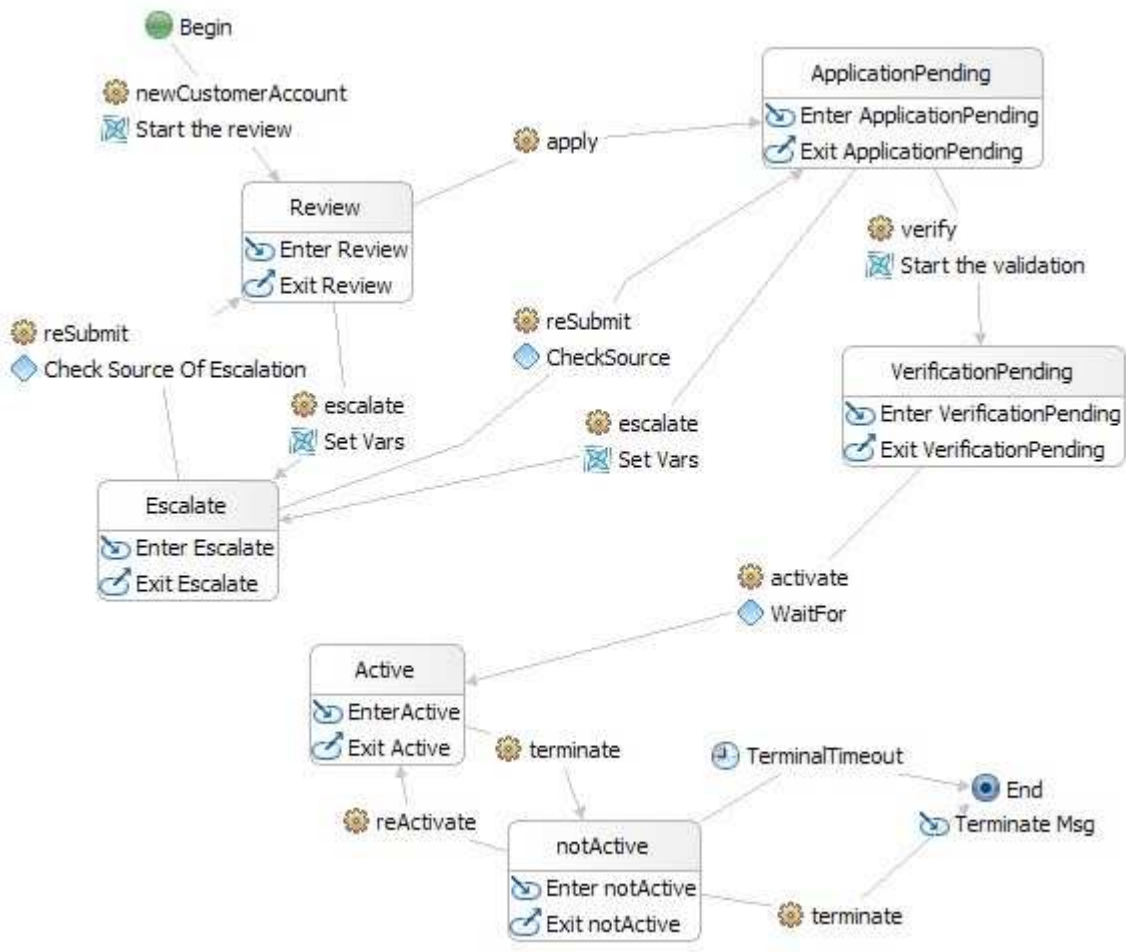 Begin
newCustomerAccount
Start the review
ApplicationPending
Enter ApplicationPending
Exit ApplicationPending
apply
Review
Enter Review
Exit Review
verify
Start the validation
reSubmit
Check Source Of Escalation
reSubmit
CheckSource
escalate
Set Vars
escalate
Set Vars
VerificationPending
Enter VerificationPending
Exit VerificationPending
Escalate
Enter Escalate
Exit Escalate
activate
WaitFor
Active
EnterActive
Exit Active
terminate
TerminalTimeout
End
Terminate Msg
reActivate
notActive
Enter notActive
Exit notActive
terminate